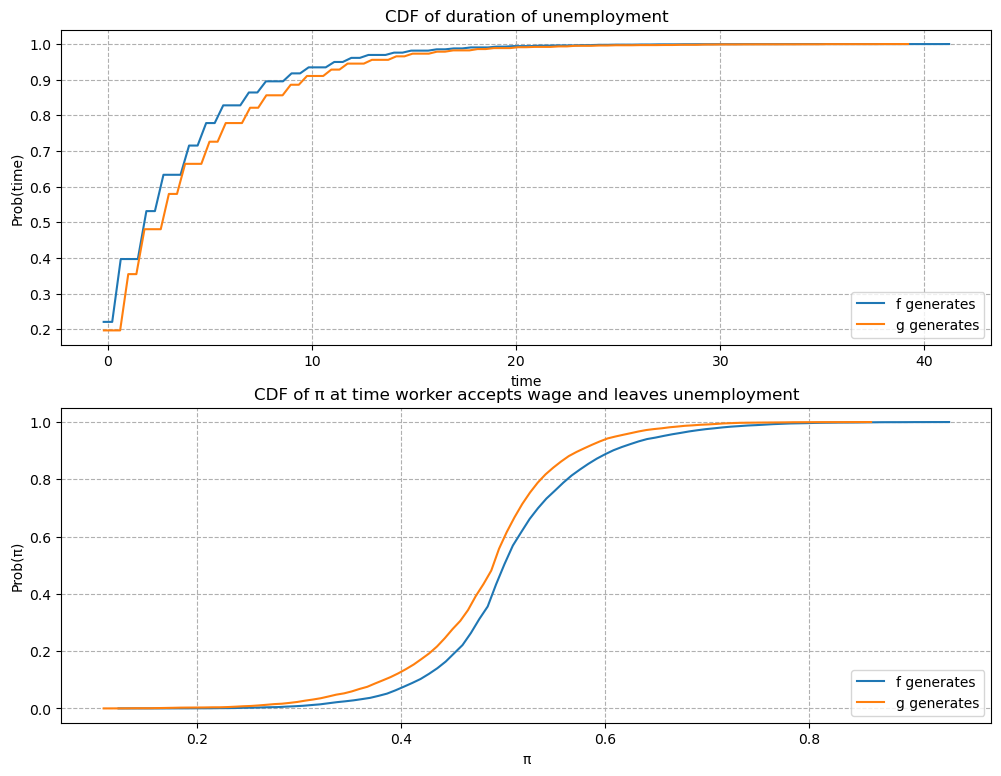 CDF of duration of unemployment
Prob(time)
1.0
0.9
0.8
0.7
0.6
0.5
0.4
0.3
0.2
f generates
g generates
0 10 20 30 40
time
CDF of π at time worker accepts wage and leaves unemployment
Prob(π)
1.0
0.8
0.6
0.4
0.2
0.0
f generates
g generates
0.2 0.4 0.6 0.8
π